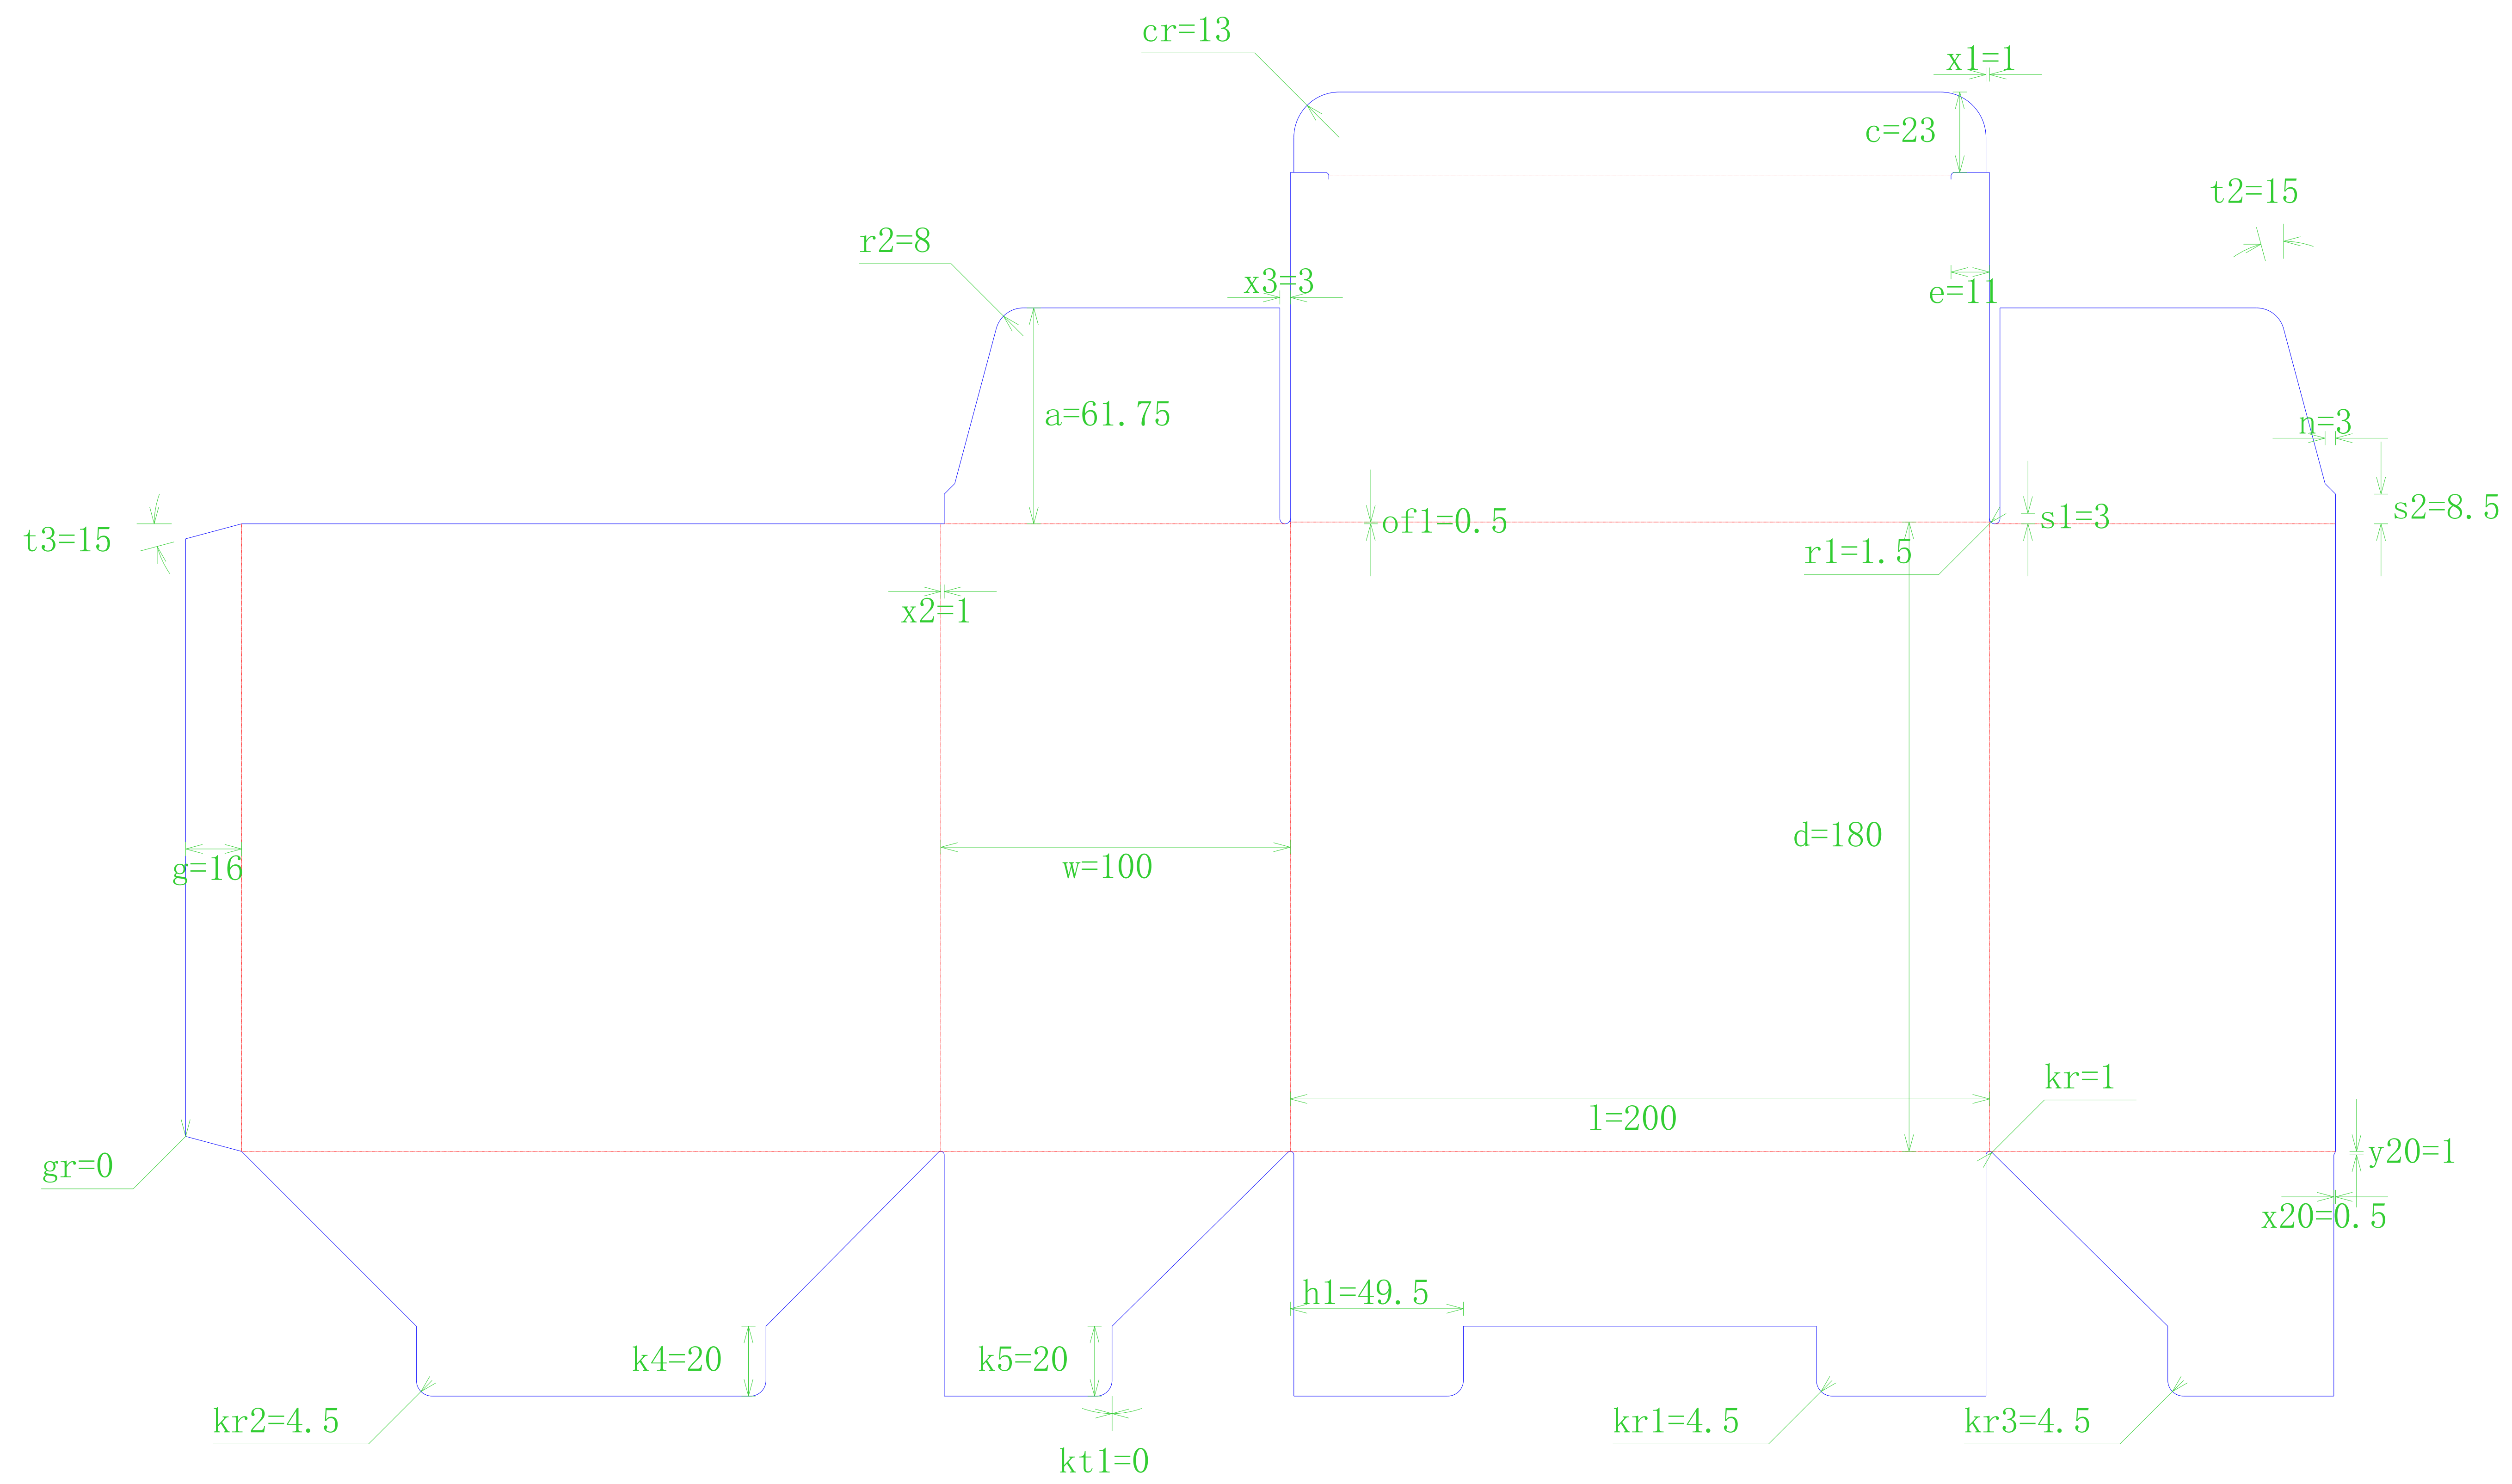 cr=13
x1=1
c=23
t2=15
r2=8
x3=3
e=11
a=61.75
n=3
s2=8.5
t3=15
of1=0.5
s1=3
r1=1.5
x2=1
d=180
g=16
w=100
kr=1
l=200
y20=1
gr=0
x20=0.5
h1=49.5
k4=20
k5=20
kr2=4.5
kr1=4.5
kr3=4.5
kt1=0